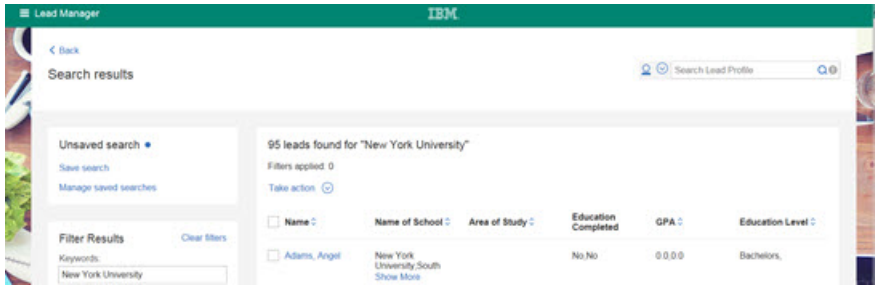 Lead Manager
IBM.
Back
Search results
Search Lead Profile
Unsaved search
Save search
Manage saved searches
Filter Results
Clear filters
Keywords:
New York University
95 leads found for "New York University"
Filters applied: 0
Take action
Name
Name of School
Area of Study
Education
Completed
GPA
Education Level
Adams, Angel
New York
University,South
Show More
No,No
0.0,0.0
Bachelors,